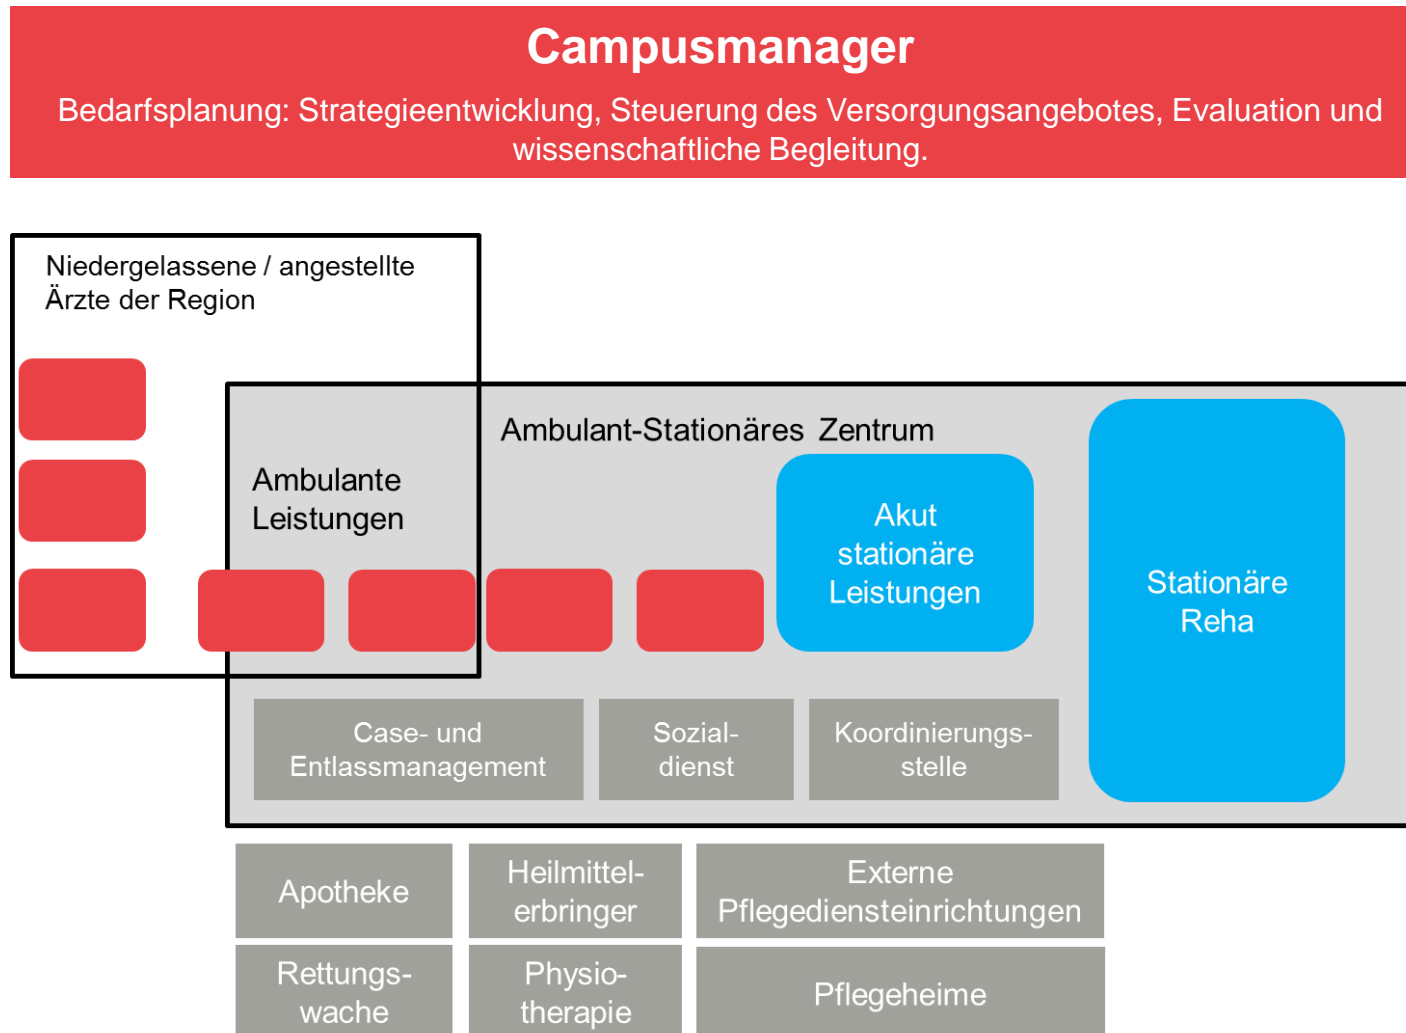 Campusmanager
Bedarfsplanung: Strategieentwicklung, Steuerung des Versorgungsangebotes, Evaluation und
wissenschaftliche Begleitung.
Niedergelassene / angestellte
Ärzte der Region
Ambulant-Stationäres Zentrum
Ambulante
Leistungen
Akut
stationäre
Leistungen
Stationäre
Reha
Case- und
Entlassmanagement
Sozial-
dienst
Koordinierungs-
stelle
Apotheke
Heilmittel-
erbringer
Externe
Pflegediensteinrichtungen
Rettungs-
wache
Physio-
therapie
Pflegeheime